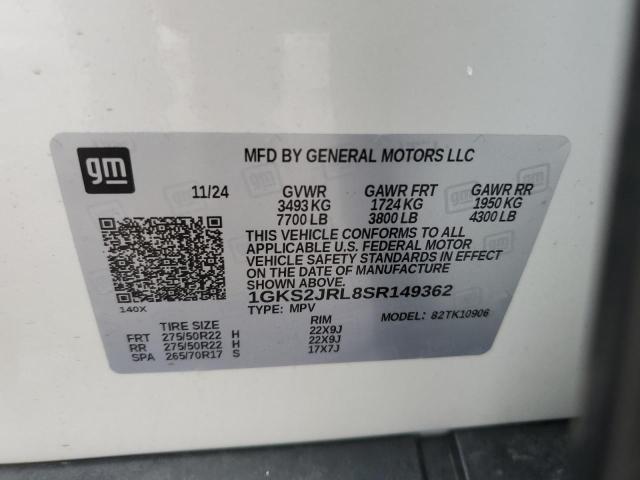 gm
MFD BY GENERAL MOTORS LLC
11/24 GVWR GAWR FRT GAWR RR
3493 KG 1724 KG 1950 KG
7700 LB 3800 LB 4300 LB
THIS VEHICLE CONFORMS TO ALL
APPLICABLE U.S. FEDERAL MOTOR
VEHICLE SAFETY STANDARDS IN EFFECT
ON THE DATE OF MANUFACTURE
SHOWN ABOVE.
1GKS2JRL8SR149362
140X
TYPE: MPV MODEL: 82TK10906
TIRE SIZE RIM
FRT 275/50R22 H 22X9J
RR 275/50R22 H 22X9J
SPA 265/70R17 S 17X7J